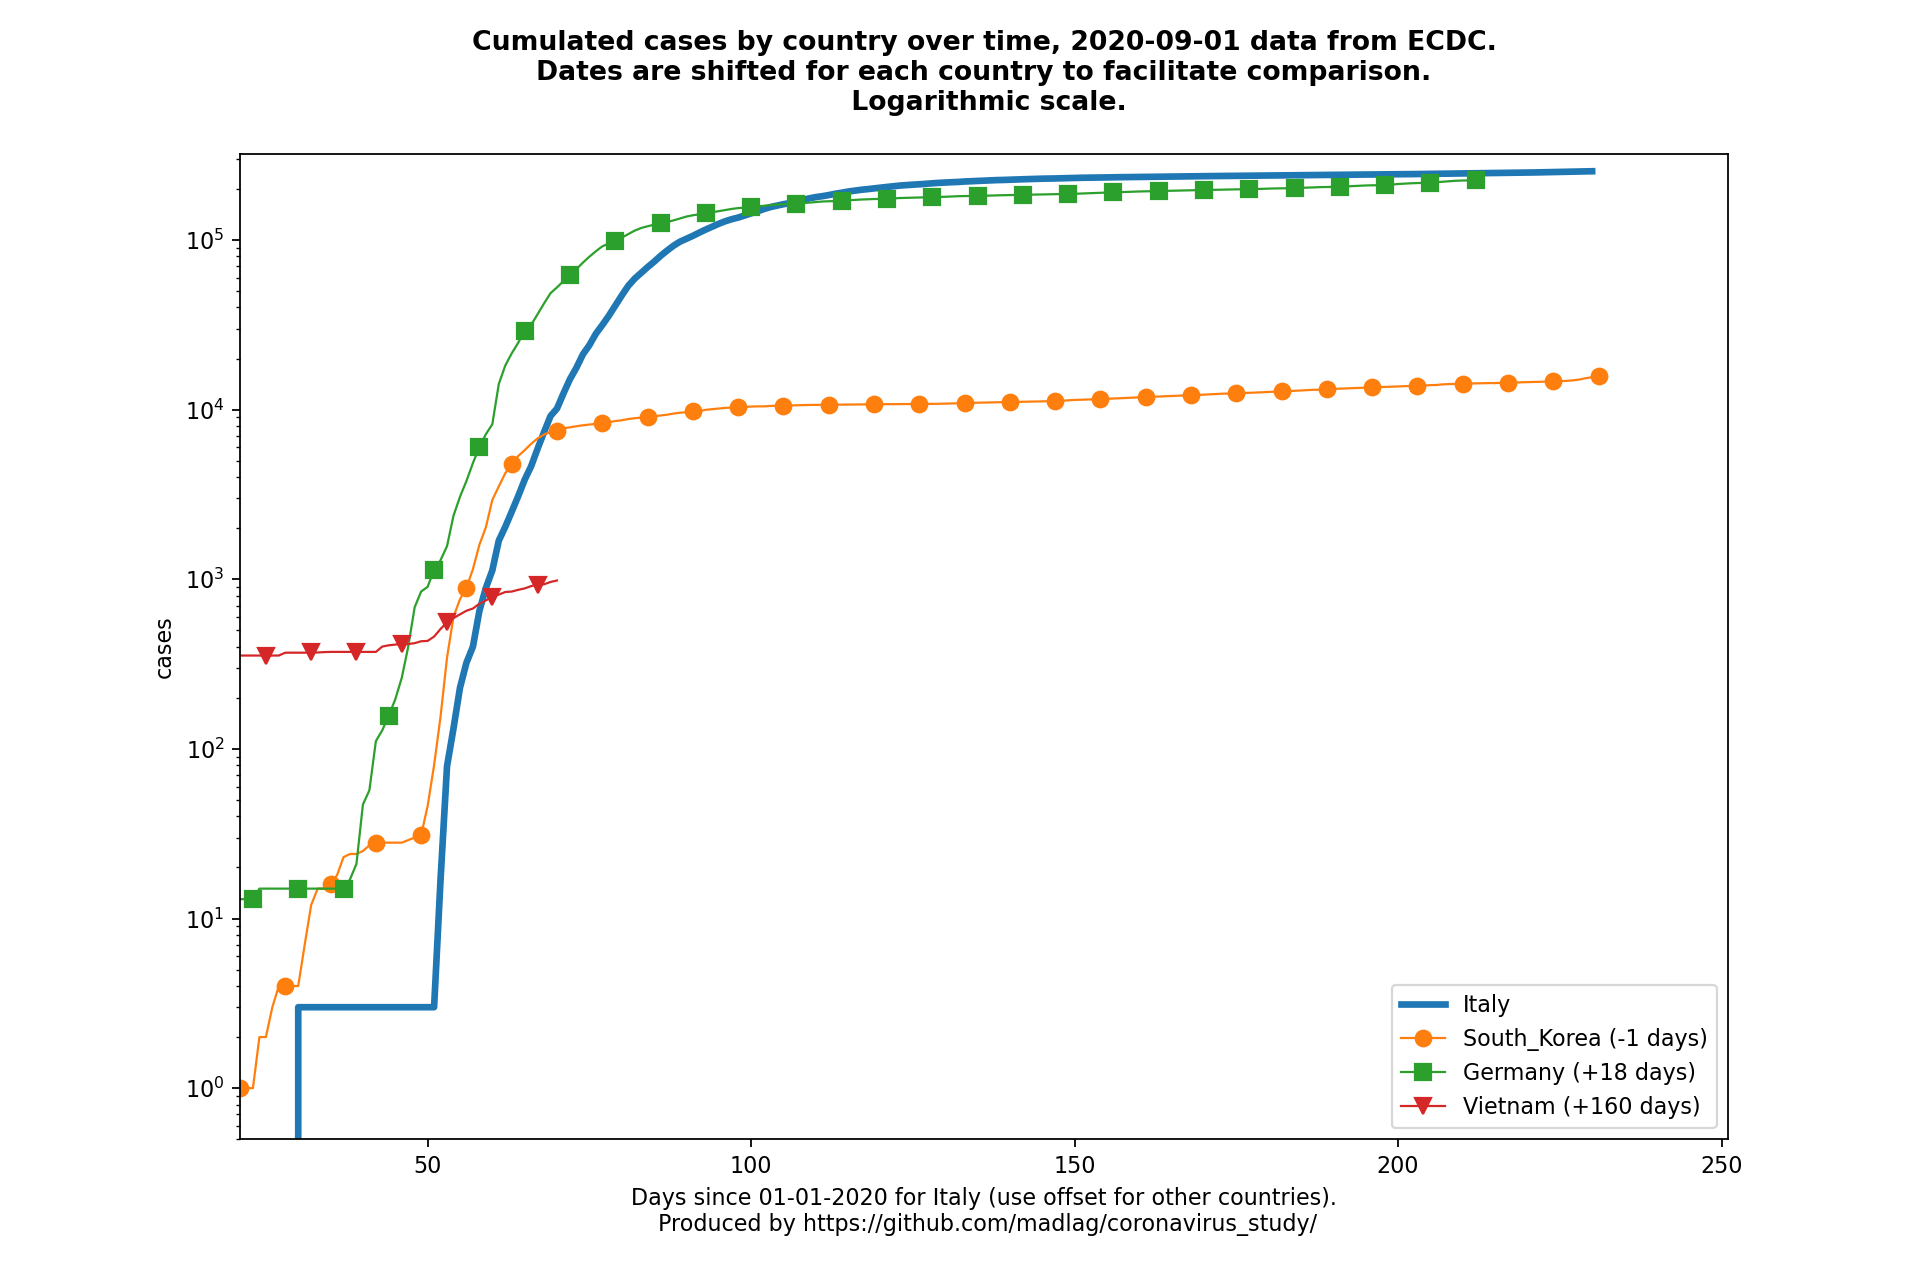 Cumulated cases by country over time, 2020-09-01 data from ECDC.
Dates are shifted for each country to facilitate comparison.
Logarithmic scale.
10⁵
10⁴
10³
10²
10¹
10⁰
cases
50
100
150
200
250
Italy
South_Korea (-1 days)
Germany (+18 days)
Vietnam (+160 days)
Days since 01-01-2020 for Italy (use offset for other countries).
Produced by https://github.com/madlag/coronavirus_study/